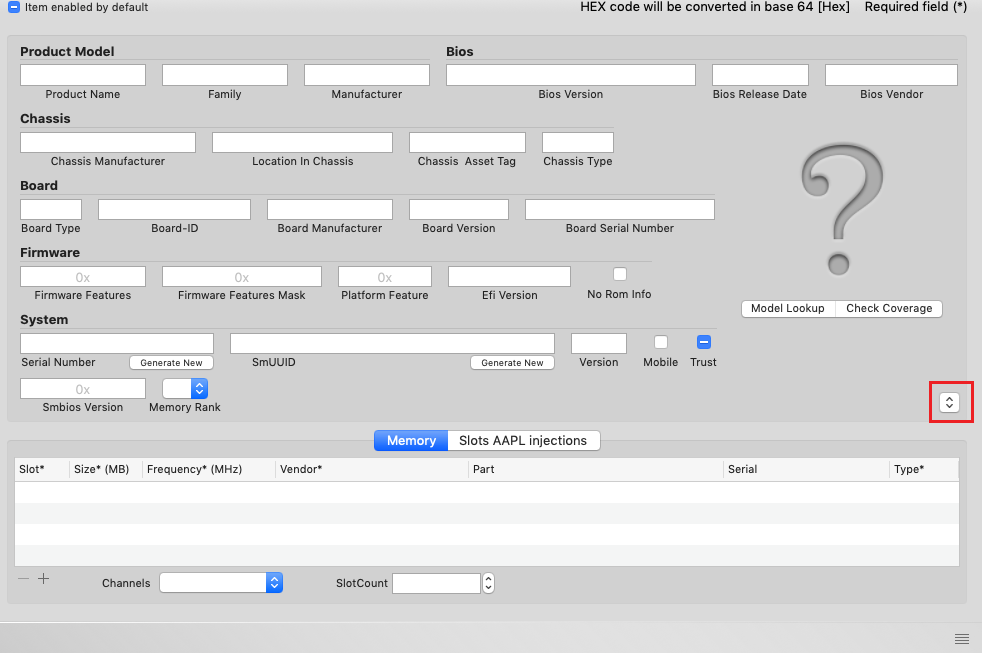 Item enabled by default
HEX code will be converted in base 64 [Hex] Required field (*)
Product Model
Bios
Product Name
Family
Manufacturer
Bios Version
Bios Release Date
Bios Vendor
Chassis
Chassis Manufacturer
Location In Chassis
Chassis Asset Tag
Chassis Type
Board
Board Type
Board-ID
Board Manufacturer
Board Version
Board Serial Number
Firmware
0x
0x
0x
Firmware Features
Firmware Features Mask
Platform Feature
Efi Version
No Rom Info
?
Model Lookup
Check Coverage
System
Serial Number
Generate New
SmUUID
Generate New
Version
Mobile
Trust
0x
Smbios Version
Memory Rank
Memory
Slots AAPL injections
Slot*
Size* (MB)
Frequency* (MHz)
Vendor*
Part
Serial
Type*
Channels
SlotCount